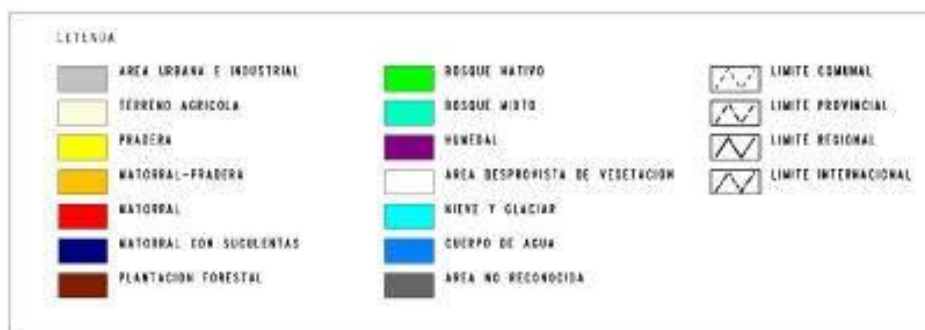 LEYENDA
AREA URBANA E INDUSTRIAL
TERRENO AGRICOLA
PRADERA
MATORRAL-PRADERA
MATORRAL
MATORRAL CON SUCULENTAS
PLANTACION FORESTAL
BOSQUE NATIVO
BOSQUE MIXTO
HUMEDAL
AREA DESPROVISTA DE VEGETACION
NIEVE Y GLACIAR
CUERPO DE AGUA
AREA NO RECONOCIDA
LIMITE COMUNAL
LIMITE PROVINCIAL
LIMITE REGIONAL
LIMITE INTERNACIONAL